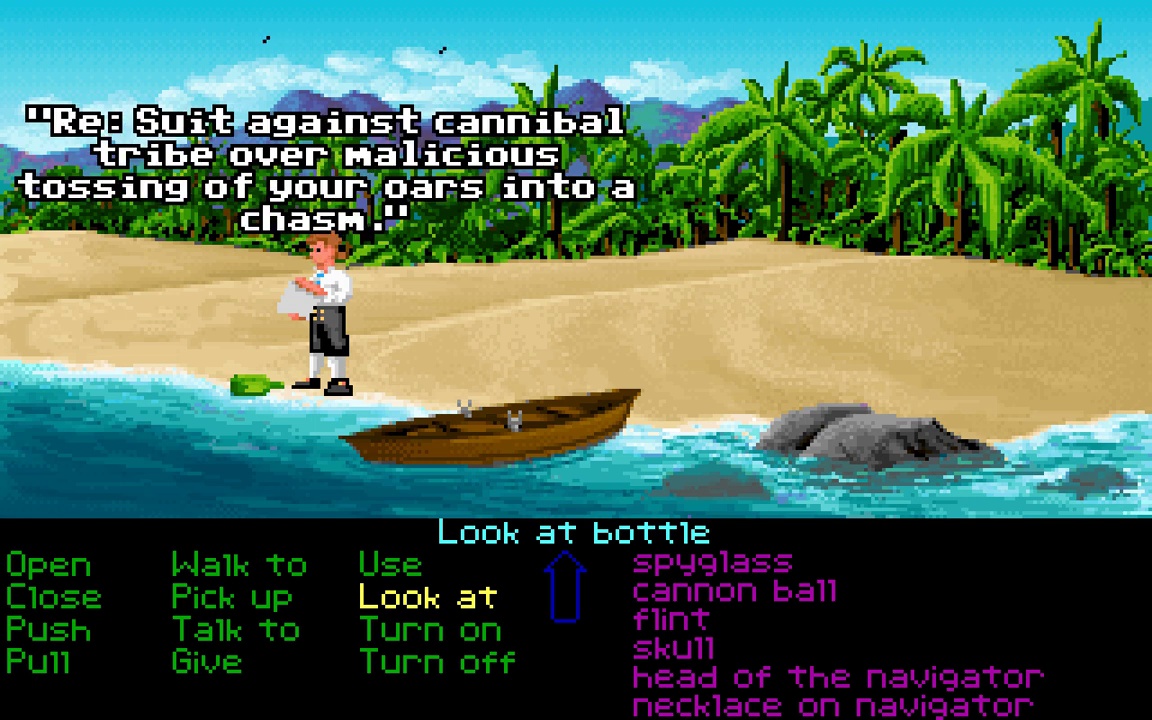 "Re: Suit against cannibal
tribe over malicious
tossing of your oars into a
chasm."
Look at bottle
Open Walk to Use
Close Pick up Look at
Push Talk to Turn on
Pull Give Turn off
spyglass
cannon ball
flint
skull
head of the navigator
necklace on navigator